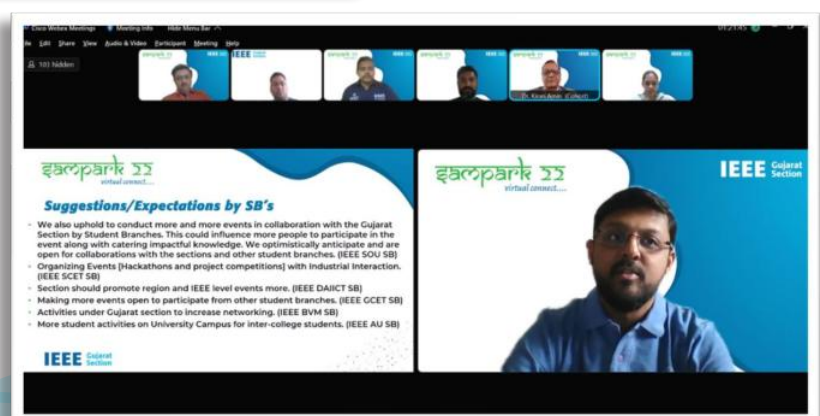 Cisco Webex Meetings Meeting Info Hide Menu Bar
Edit Share View Audio & Video Participant Meeting Help
103 hidden
Dr. Kiran Amin (Cohost)
sampark 22
virtual connect....
Suggestions/Expectations by SB's
- We also uphold to conduct more and more events in collaboration with the Gujarat
Section by Student Branches. This could influence more people to participate in the
event along with catering impactful knowledge. We optimistically anticipate and are
open for collaborations with the sections and other student branches. (IEEE SOU SB)
- Organizing Events [Hackathons and project competitions] with Industrial Interaction.
(IEEE SCET SB)
- Section should promote region and IEEE level events more. (IEEE DAIICT SB)
- Making more events open to participate from other student branches. (IEEE GCET SB)
- Activities under Gujarat section to increase networking. (IEEE BVM SB)
- More student activities on University Campus for inter-college students. (IEEE AU SB)
IEEE Gujarat
Section
sampark 22
virtual connect....
IEEE Gujarat
Section